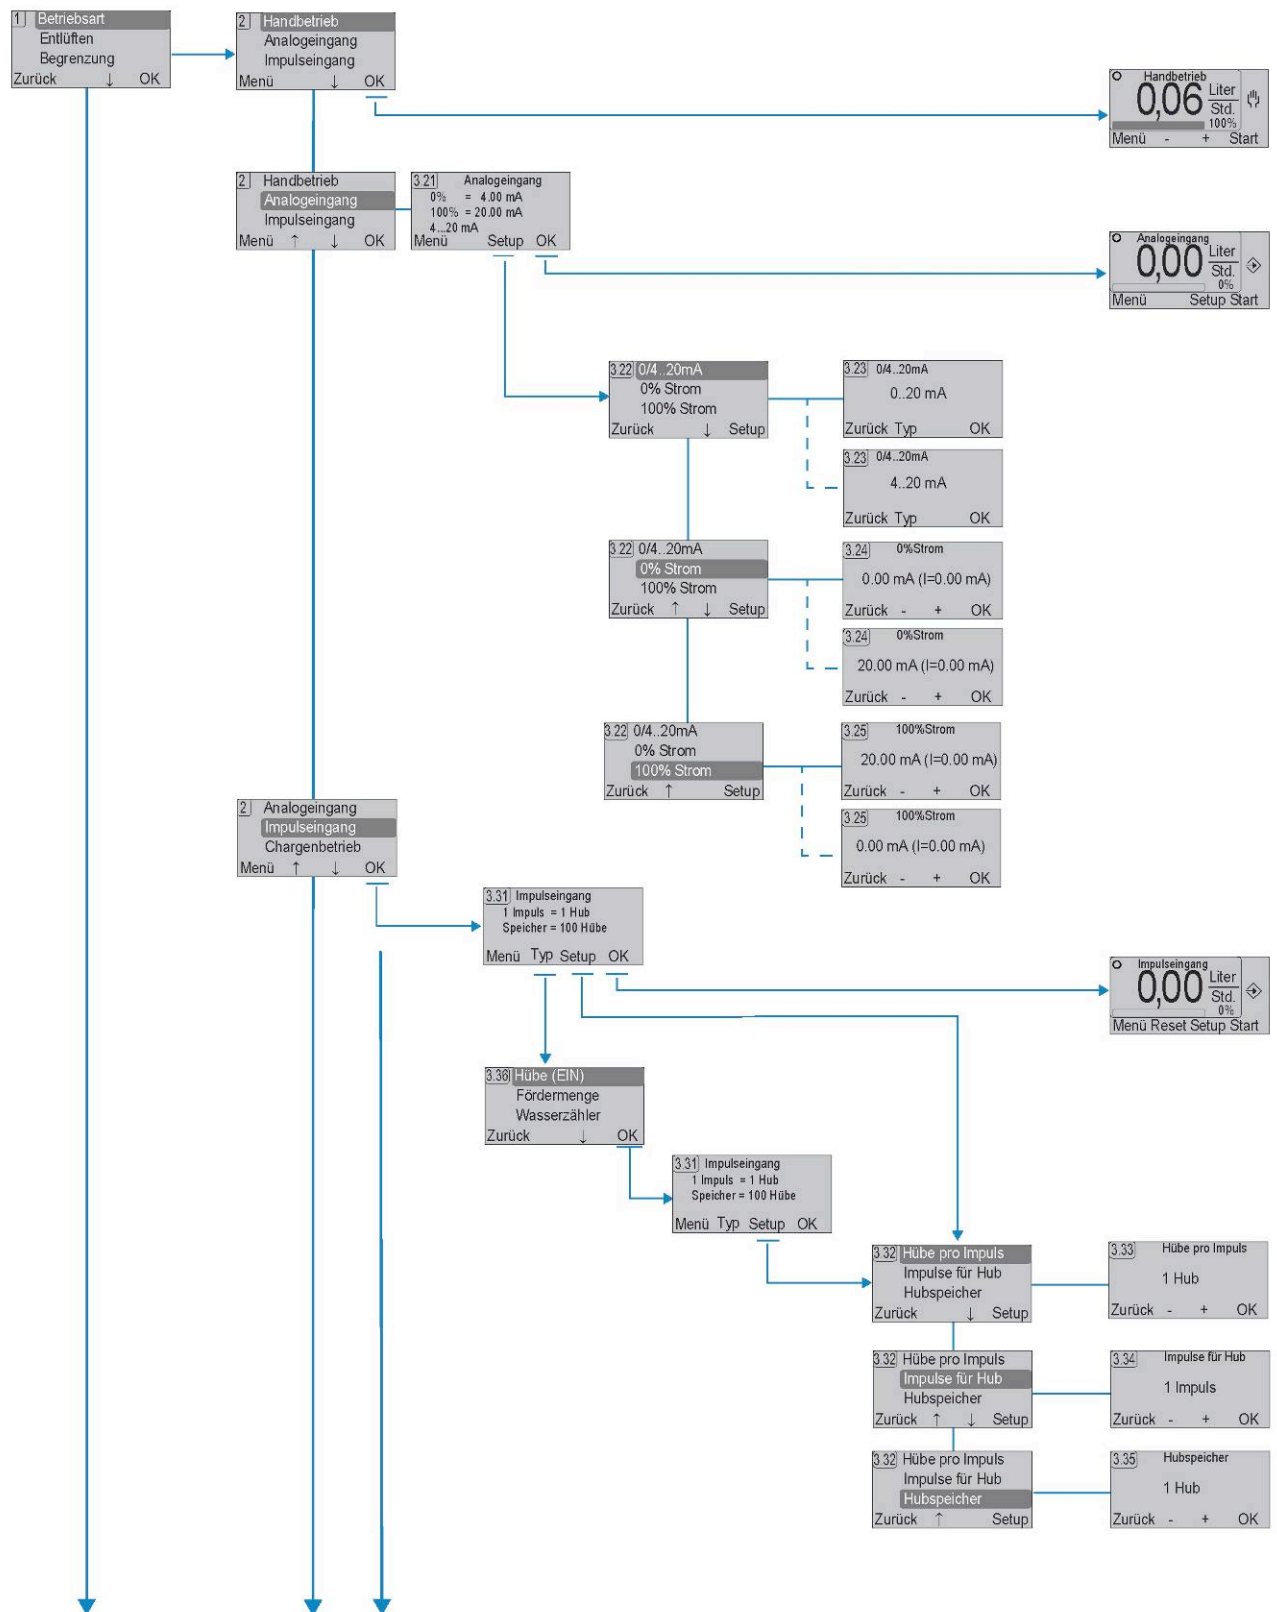 1 Betriebsart
Entlüften
Begrenzung
Zurück ↓ OK
2 Handbetrieb
Analogeingang
Impulseingang
Menü ↓ OK
Handbetrieb
0,06 Liter
Std.
100%
Menü - + Start
2 Handbetrieb
Analogeingang
Impulseingang
Menü ↑ ↓ OK
3.21 Analogeingang
0% = 4.00 mA
100% = 20.00 mA
4...20 mA
Menü Setup OK
Analogeingang
0,00 Liter
Std.
0%
Menü Setup Start
3.22 0/4..20mA
0% Strom
100% Strom
Zurück ↓ Setup
3.23 0/4..20mA
0..20 mA
Zurück Typ OK
3.23 0/4..20mA
4..20 mA
Zurück Typ OK
3.22 0/4..20mA
0% Strom
100% Strom
Zurück ↑ ↓ Setup
3.24 0%Strom
0.00 mA (I=0.00 mA)
Zurück - + OK
3.24 0%Strom
20.00 mA (I=0.00 mA)
Zurück - + OK
3.22 0/4..20mA
0% Strom
100% Strom
Zurück ↑ Setup
3.25 100%Strom
20.00 mA (I=0.00 mA)
Zurück - + OK
3.25 100%Strom
0.00 mA (I=0.00 mA)
Zurück - + OK
2 Analogeingang
Impulseingang
Chargenbetrieb
Menü ↑ ↓ OK
3.31 Impulseingang
1 Impuls = 1 Hub
Speicher = 100 Hübe
Menü Typ Setup OK
Impulseingang
0,00 Liter
Std.
0%
Menü Reset Setup Start
3.36 Hübe (EIN)
Fördermenge
Wasserzähler
Zurück ↓ OK
3.31 Impulseingang
1 Impuls = 1 Hub
Speicher = 100 Hübe
Menü Typ Setup OK
3.32 Hübe pro Impuls
Impulse für Hub
Hubspeicher
Zurück ↓ Setup
3.33 Hübe pro Impuls
1 Hub
Zurück - + OK
3.32 Hübe pro Impuls
Impulse für Hub
Hubspeicher
Zurück ↑ ↓ Setup
3.34 Impulse für Hub
1 Impuls
Zurück - + OK
3.32 Hübe pro Impuls
Impulse für Hub
Hubspeicher
Zurück ↑ Setup
3.35 Hubspeicher
1 Hub
Zurück - + OK